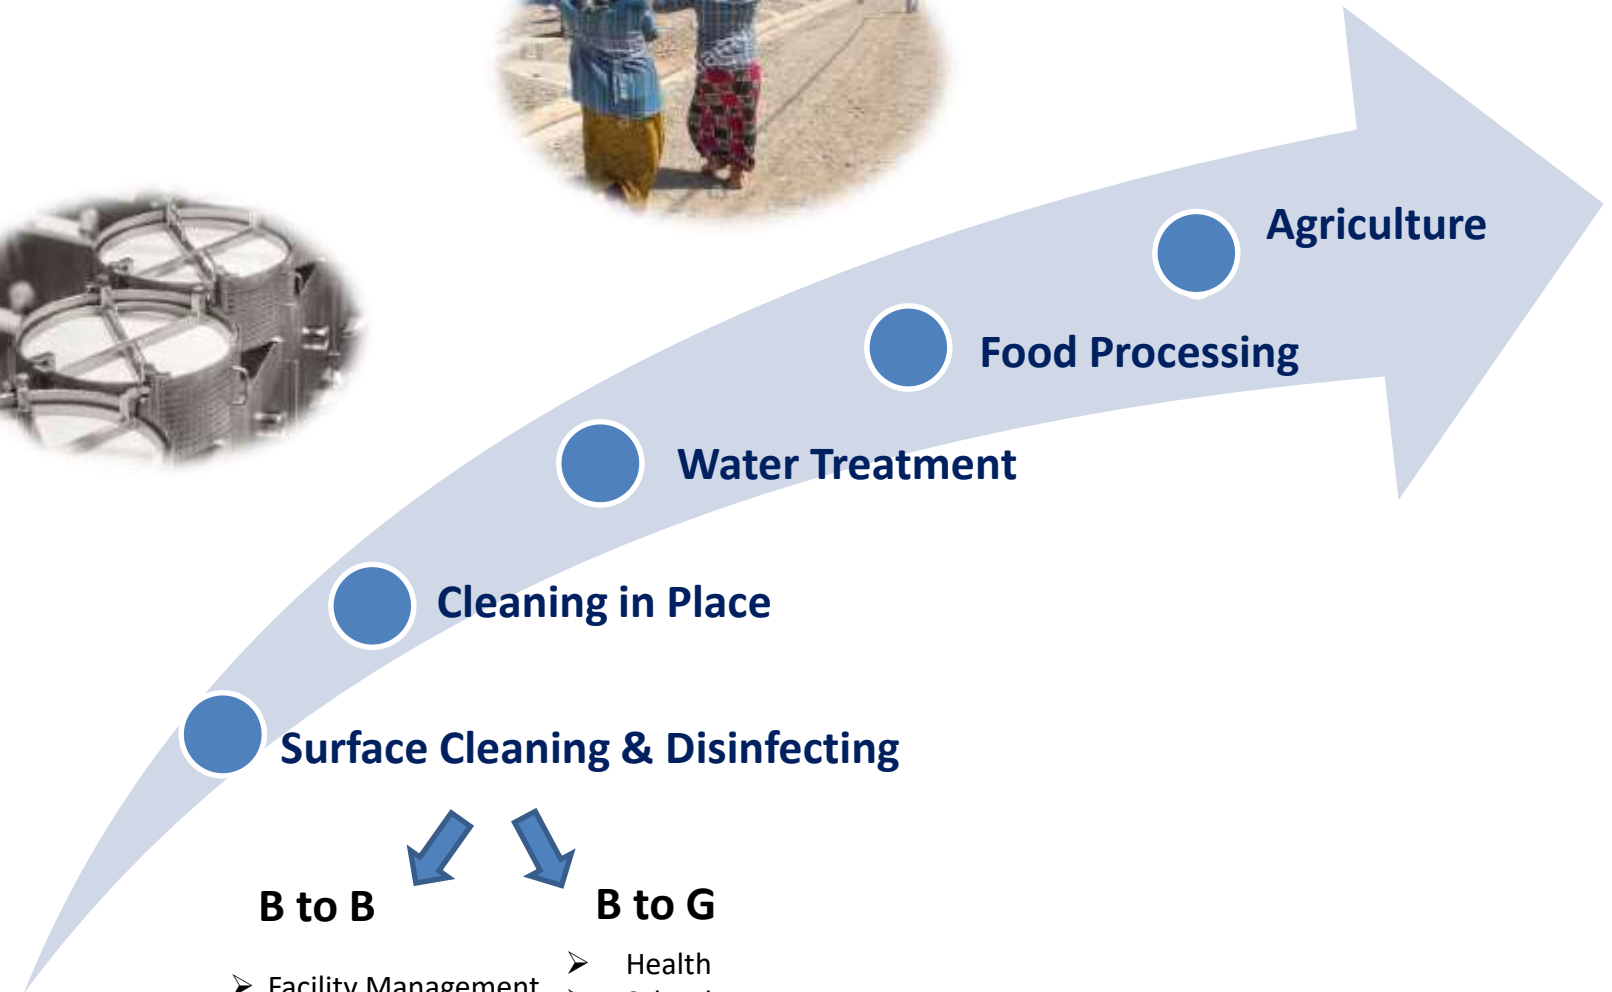 Agriculture
Food Processing
Water Treatment
Cleaning in Place
Surface Cleaning & Disinfecting
B to B
B to G
➢ Health
➢ Facility Management